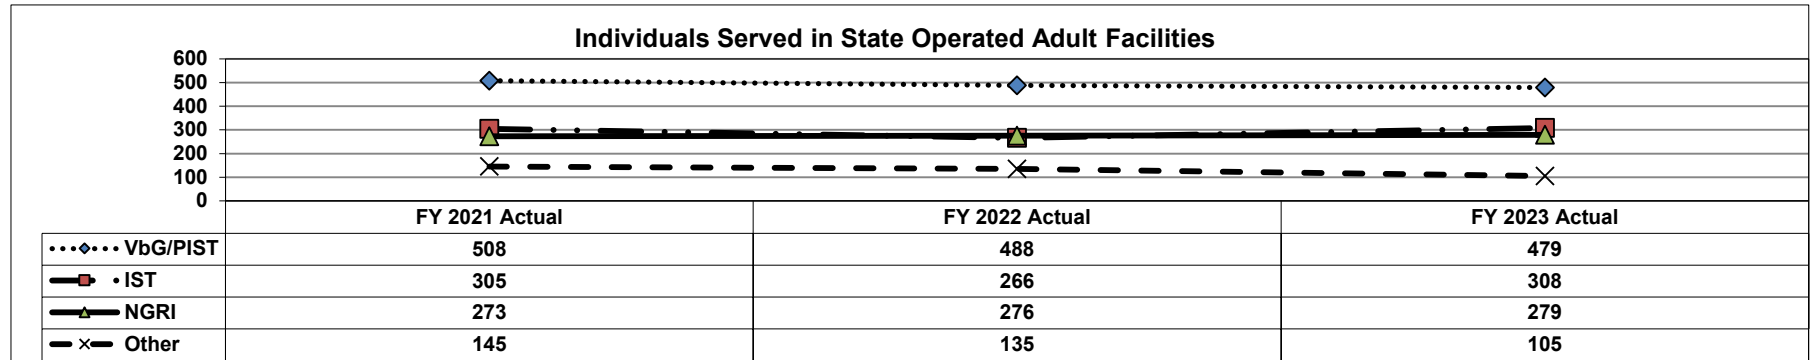 Individuals Served in State Operated Adult Facilities
600
500
400
300
200
100
0
FY 2021 Actual FY 2022 Actual FY 2023 Actual
VbG/PIST 508 488 479
IST 305 266 308
NGRI 273 276 279
Other 145 135 105